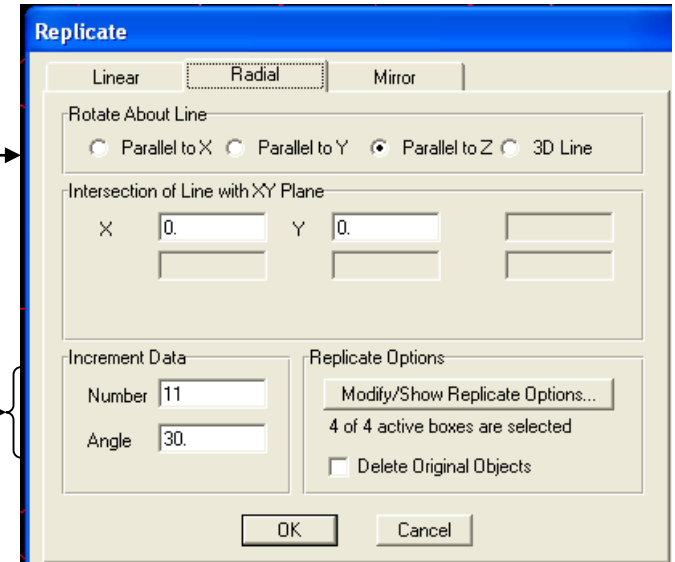 Replicate
Linear Radial Mirror
Rotate About Line
Parallel to X Parallel to Y Parallel to Z 3D Line
Intersection of Line with XY Plane
X 0. Y 0.
Increment Data
Number 11
Angle 30.
Replicate Options
Modify/Show Replicate Options...
4 of 4 active boxes are selected
Delete Original Objects
OK Cancel